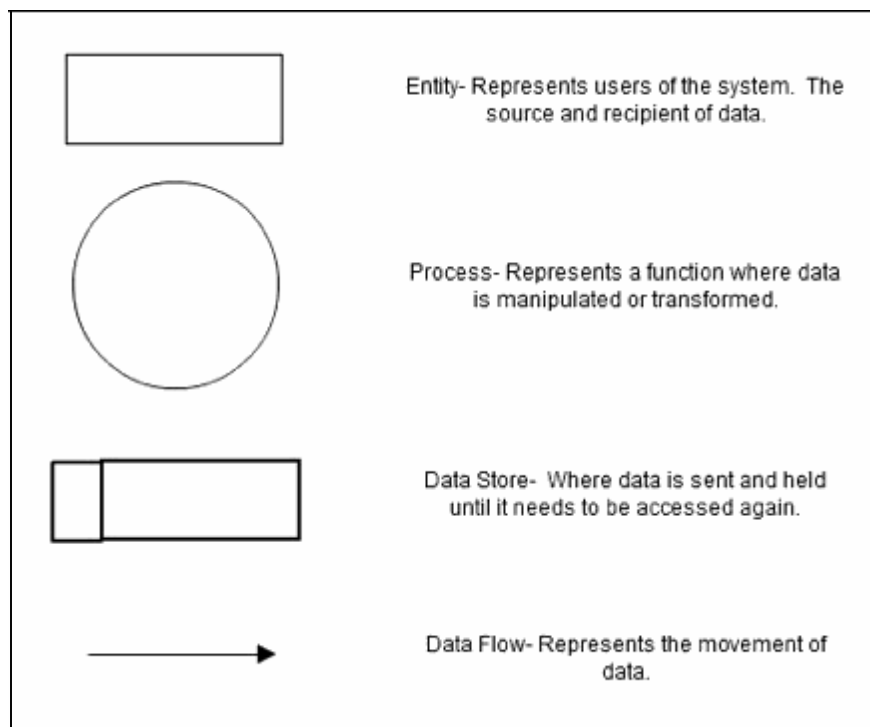 Entity- Represents users of the system.  The
source and recipient of data.
Process- Represents a function where data
is manipulated or transformed.
Data Store-  Where data is sent and held
until it needs to be accessed again.
Data Flow- Represents the movement of
data.